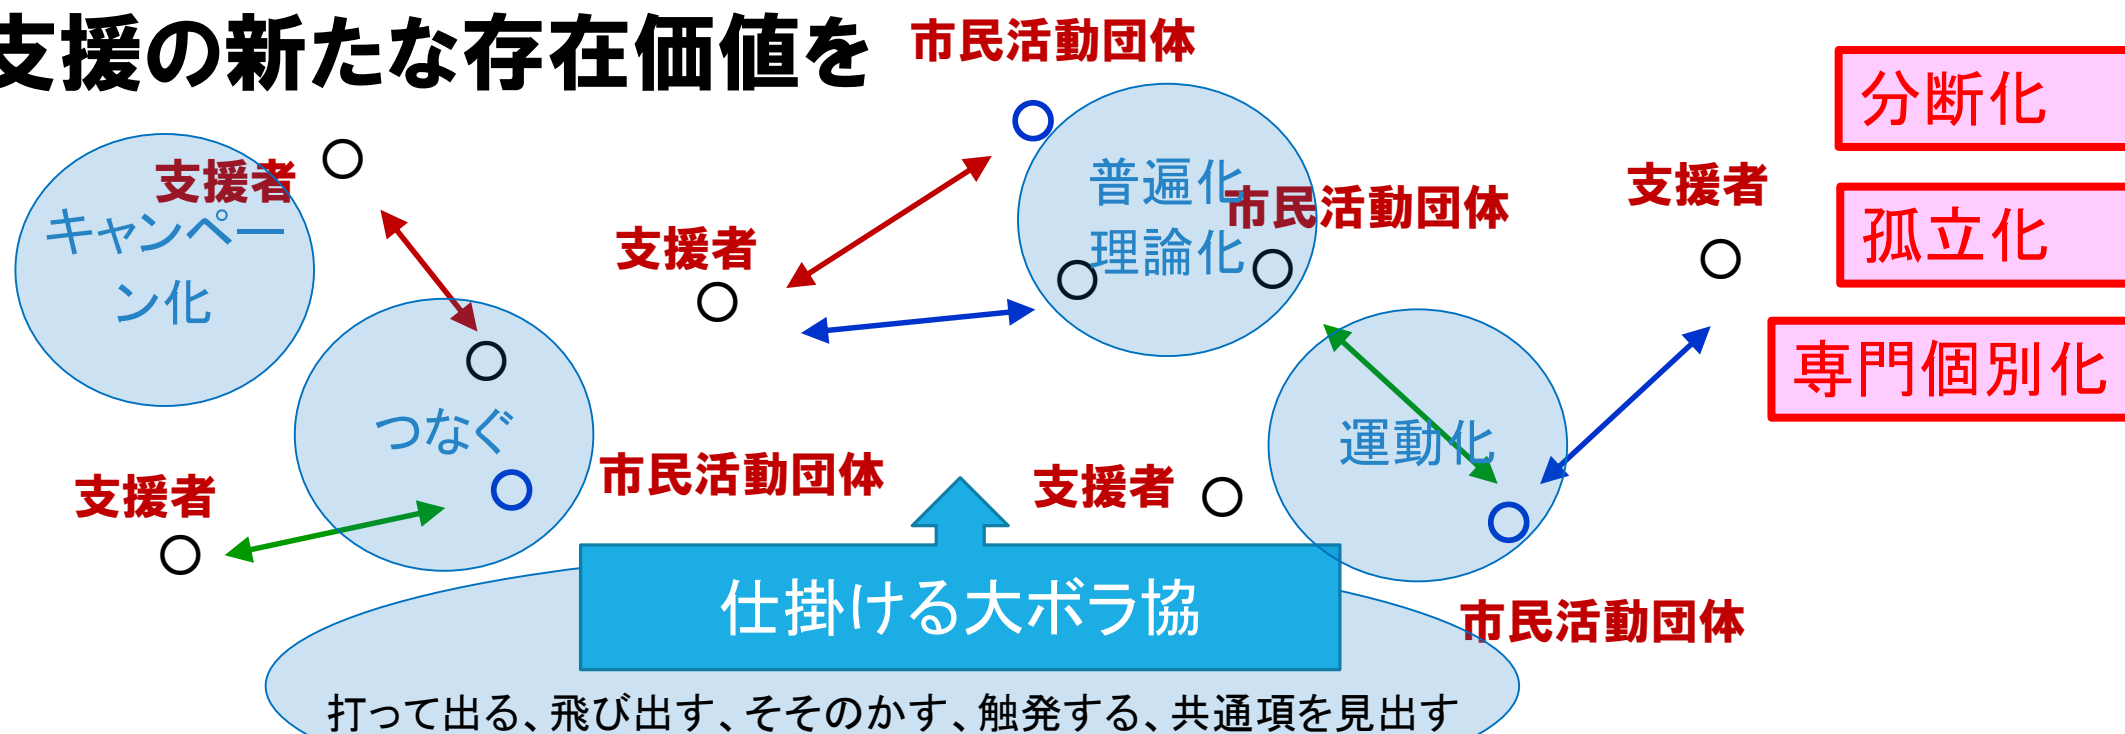 支援の新たな存在価値を
市民活動団体
分断化
支援者
キャンペー
ン化
支援者
普遍化
理論化
市民活動団体
支援者
孤立化
専門個別化
つなぐ
運動化
支援者
市民活動団体
支援者
仕掛ける大ボラ協
市民活動団体
打って出る、飛び出す、そそのかす、触発する、共通項を見出す